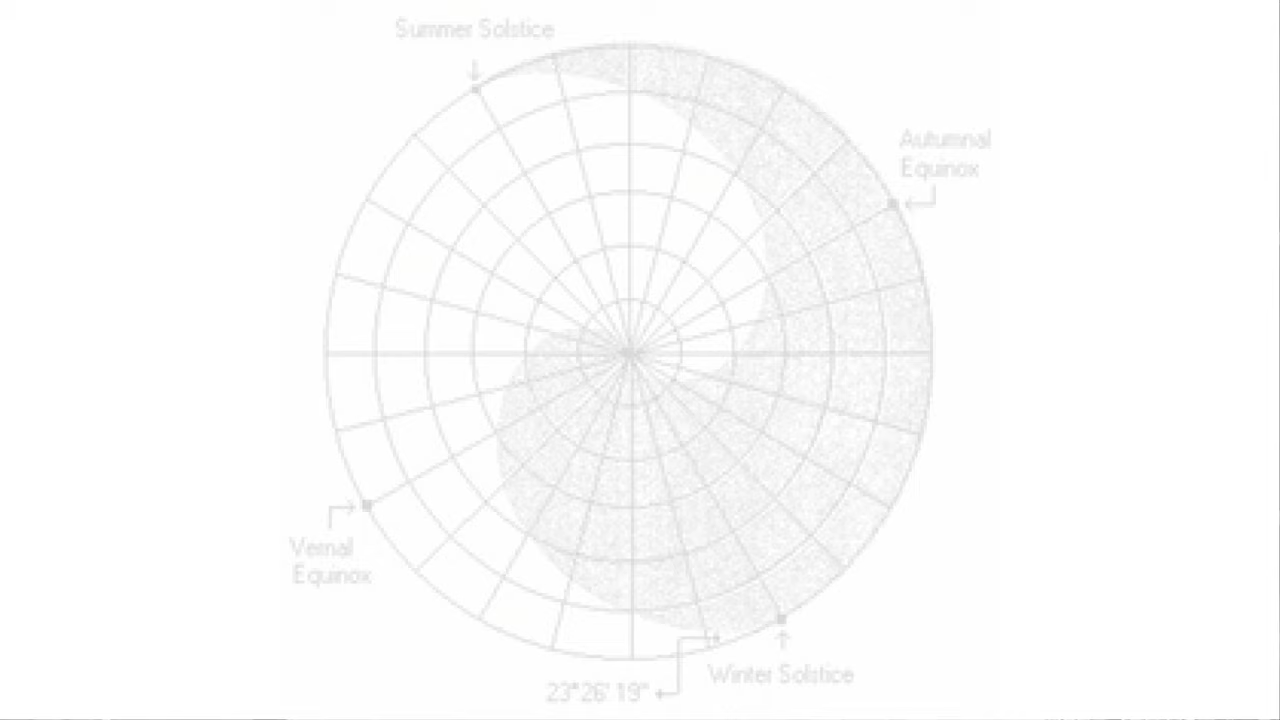 Summer Solstice
Autumnal
Equinox
Vernal
Equinox
Winter Solstice
23° 26' 19"